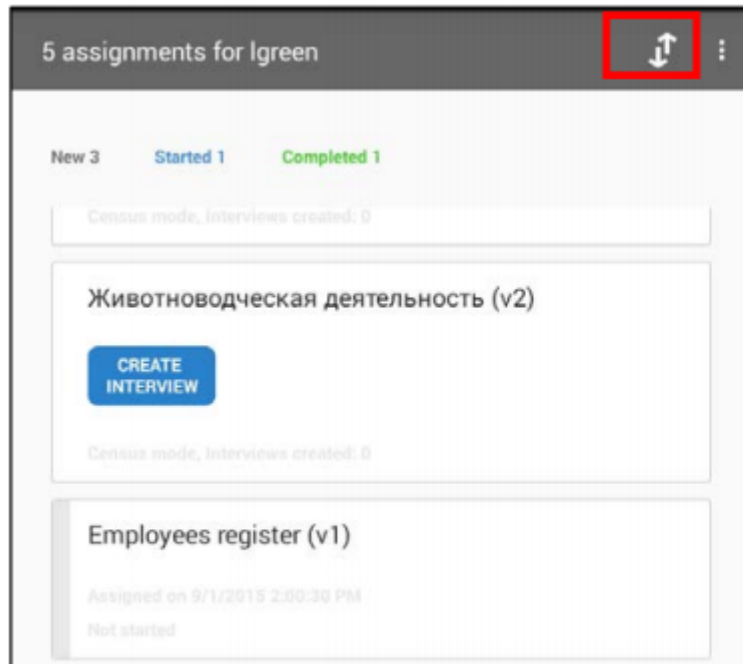 5 assignments for lgreen
New 3 Started 1 Completed 1
Census mode, Interviews created: 0
Животноводческая деятельность (v2)
CREATE
INTERVIEW
Census mode, Interviews created: 0
Employees register (v1)
Assigned on 9/1/2015 2:00:30 PM
Not started